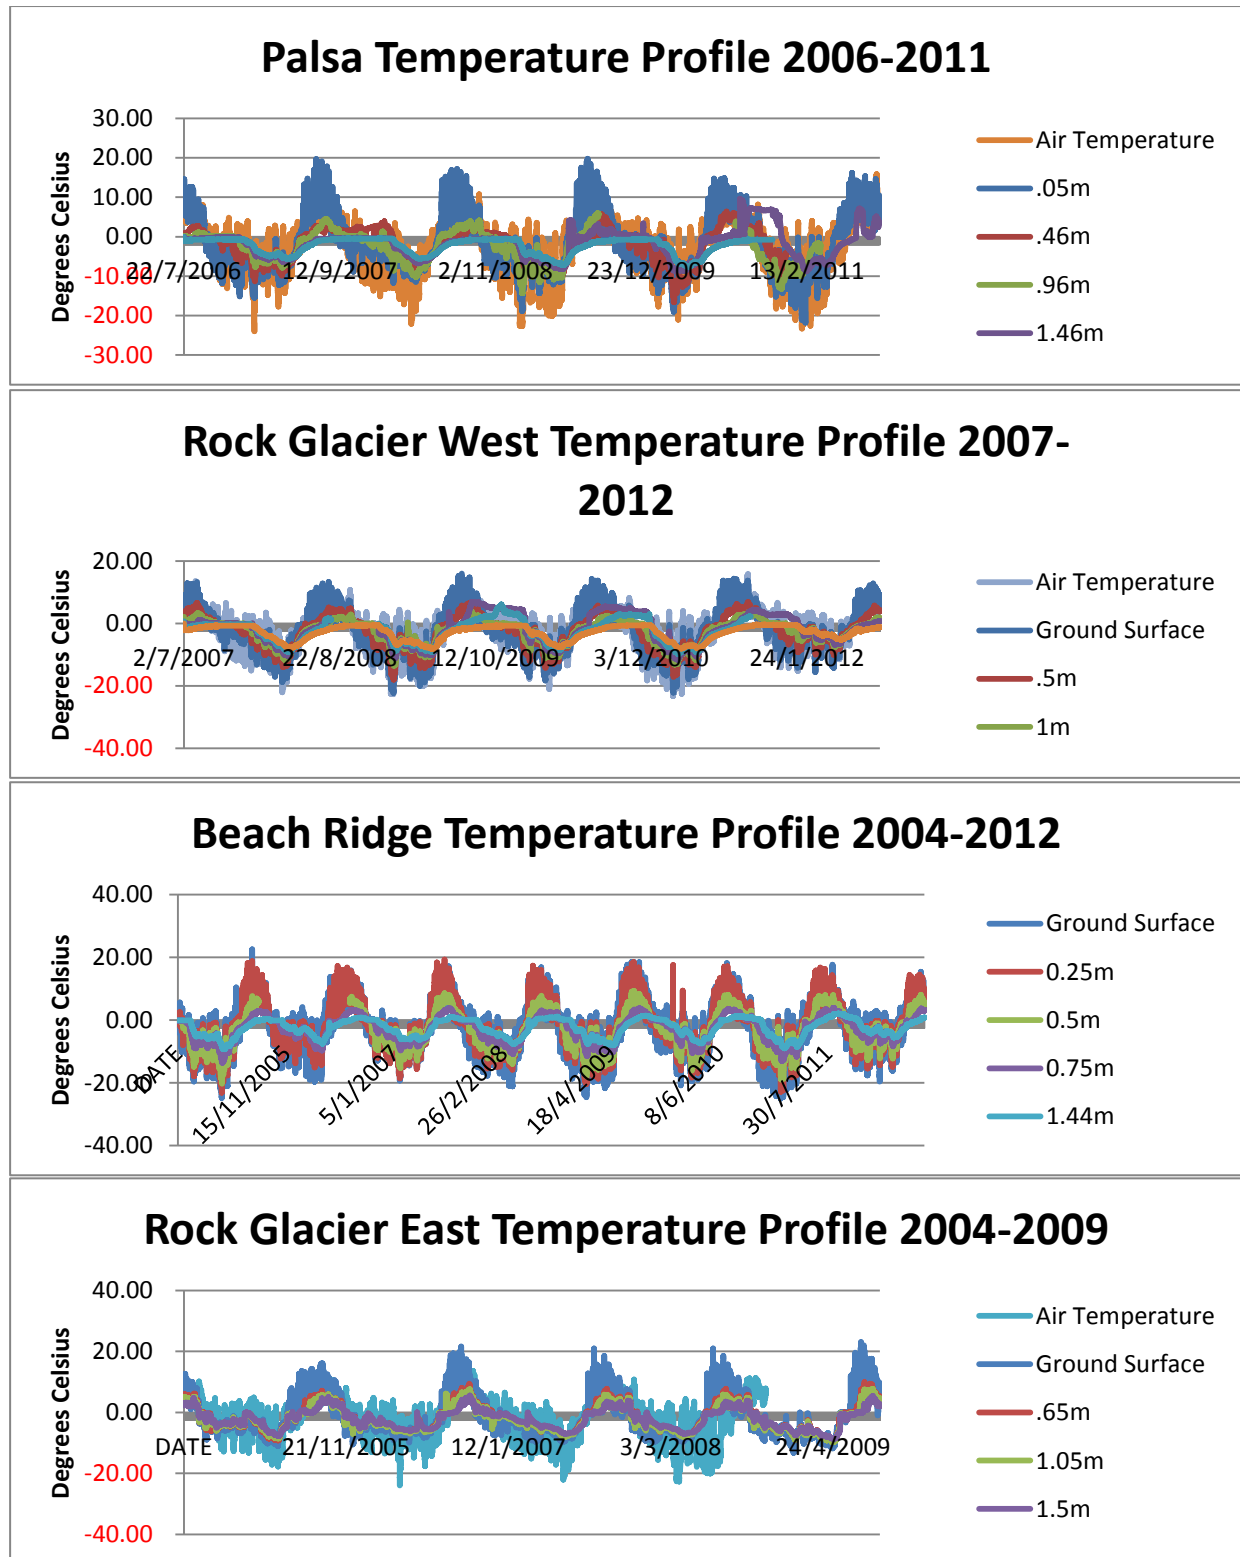 Palsa Temperature Profile 2006-2011
30.00
20.00
10.00
0.00
-10.00
-20.00
-30.00
Degrees Celsius
22/7/2006
12/9/2007
2/11/2008
23/12/2009
13/2/2011
Air Temperature
.05m
.46m
.96m
1.46m
Rock Glacier West Temperature Profile 2007-
2012
20.00
0.00
-20.00
-40.00
Degrees Celsius
2/7/2007
22/8/2008
12/10/2009
3/12/2010
24/1/2012
Air Temperature
Ground Surface
.5m
1m
Beach Ridge Temperature Profile 2004-2012
40.00
20.00
0.00
-20.00
-40.00
Degrees Celsius
DATE
15/11/2005
5/1/2007
26/2/2008
18/4/2009
8/6/2010
30/7/2011
Ground Surface
0.25m
0.5m
0.75m
1.44m
Rock Glacier East Temperature Profile 2004-2009
40.00
20.00
0.00
-20.00
-40.00
Degrees Celsius
DATE
21/11/2005
12/1/2007
3/3/2008
24/4/2009
Air Temperature
Ground Surface
.65m
1.05m
1.5m